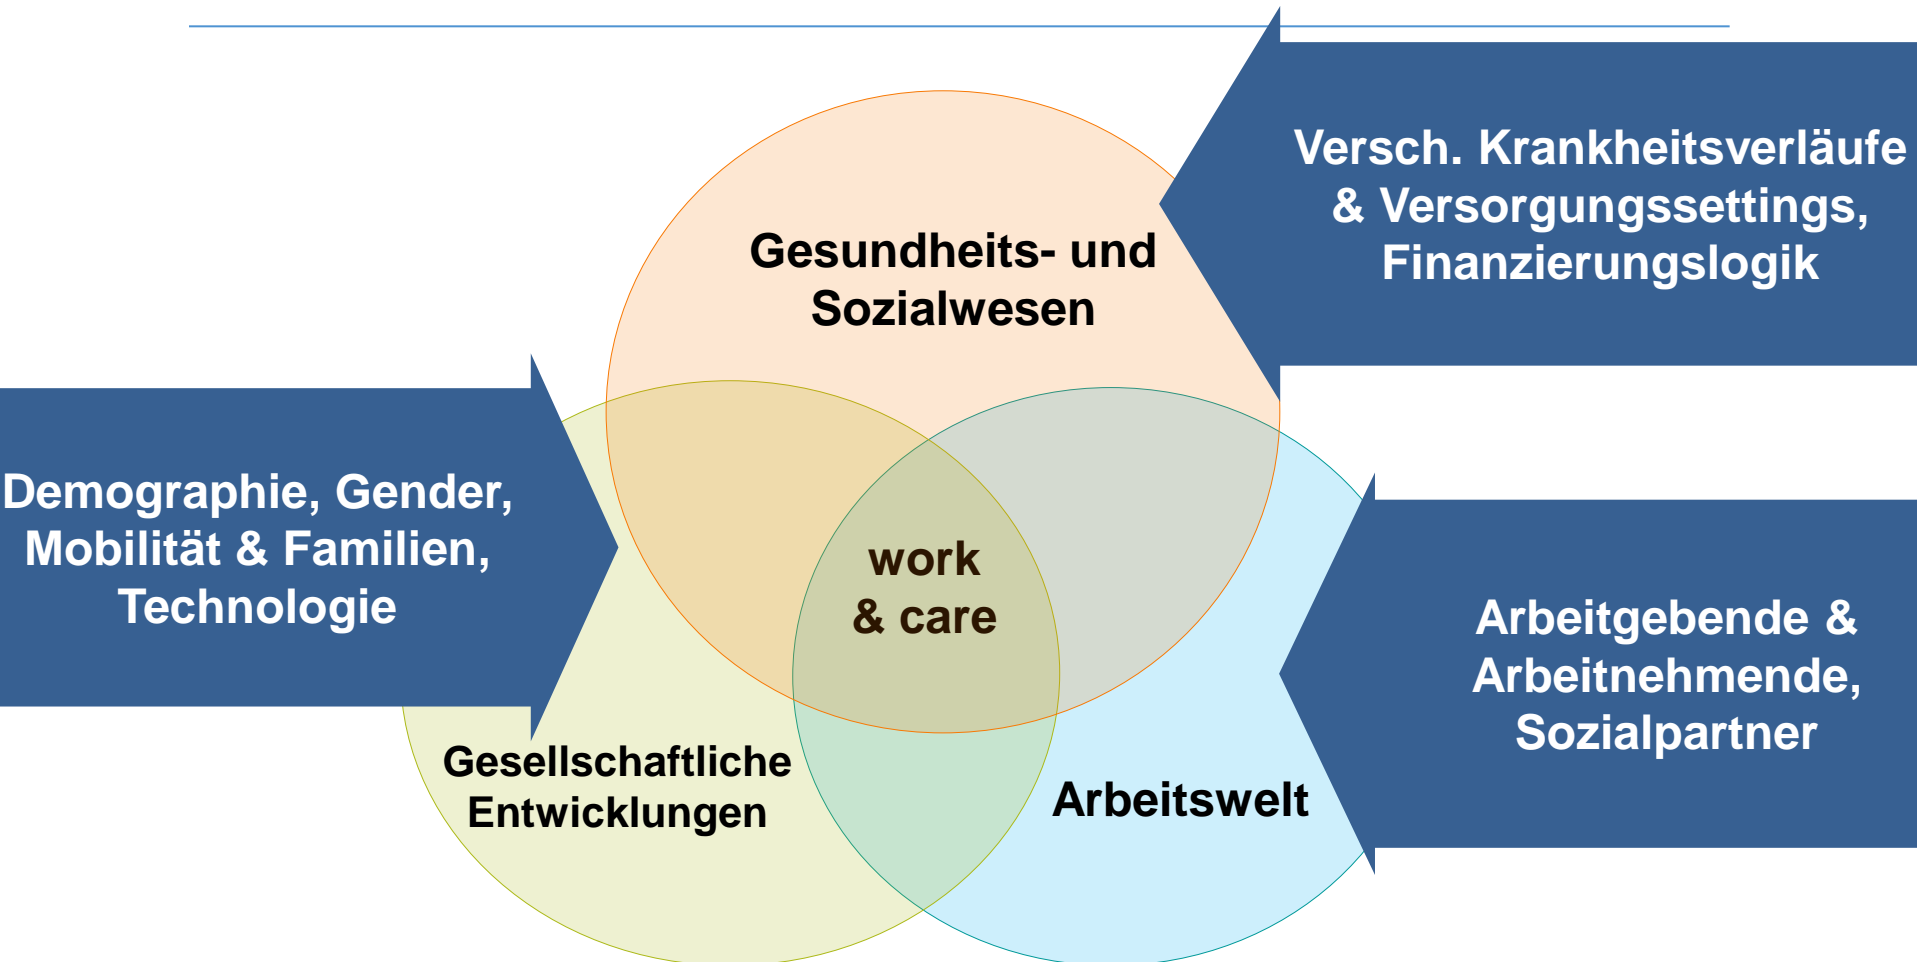 Versch. Krankheitsverläufe
& Versorgungssettings,
Finanzierungslogik
Gesundheits- und
Sozialwesen
Demographie, Gender,
Mobilität & Familien,
Technologie
work
& care
Arbeitgebende &
Arbeitnehmende,
Sozialpartner
Gesellschaftliche
Entwicklungen
Arbeitswelt